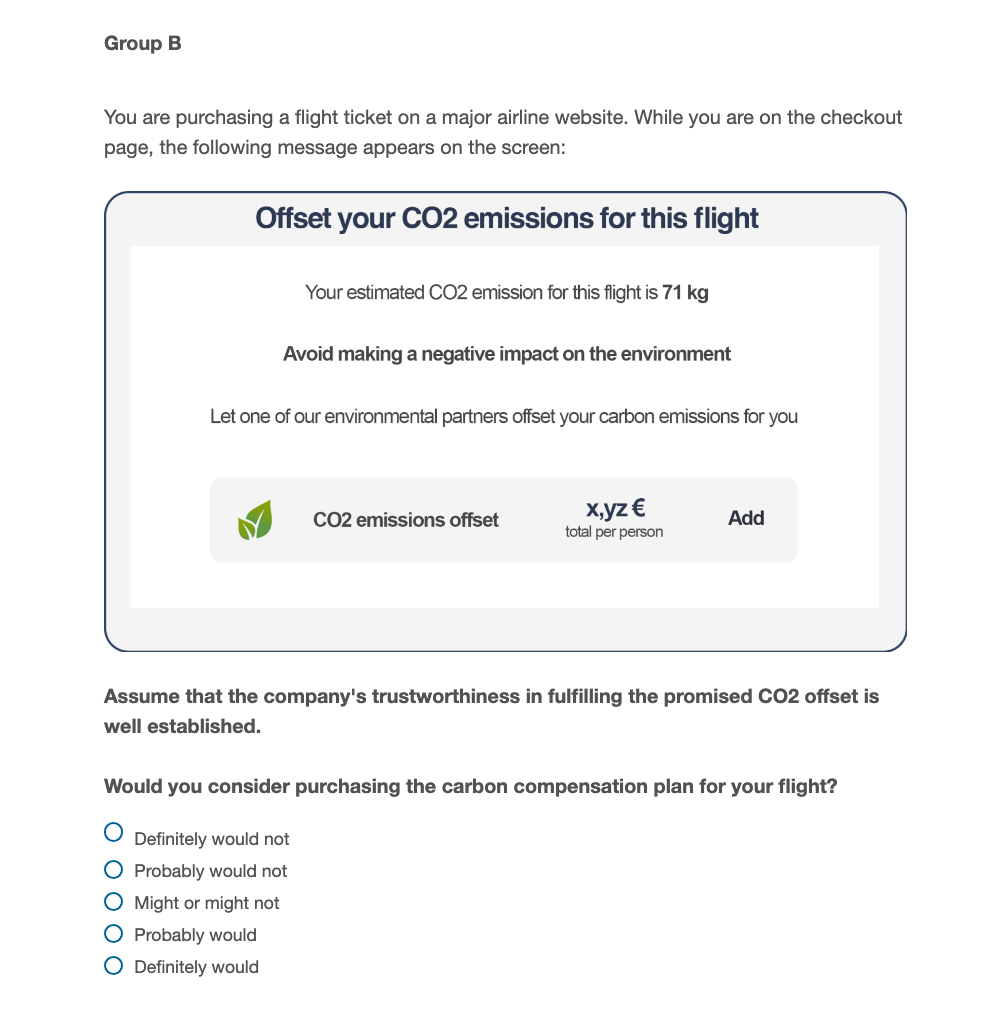 Group B
You are purchasing a flight ticket on a major airline website. While you are on the checkout
page, the following message appears on the screen:
Offset your CO2 emissions for this flight
Your estimated CO2 emission for this flight is 71 kg
Avoid making a negative impact on the environment
Let one of our environmental partners offset your carbon emissions for you
CO2 emissions offset
x,yz €
total per person
Add
Assume that the company's trustworthiness in fulfilling the promised CO2 offset is
well established.
Would you consider purchasing the carbon compensation plan for your flight?
Definitely would not
Probably would not
Might or might not
Probably would
Definitely would